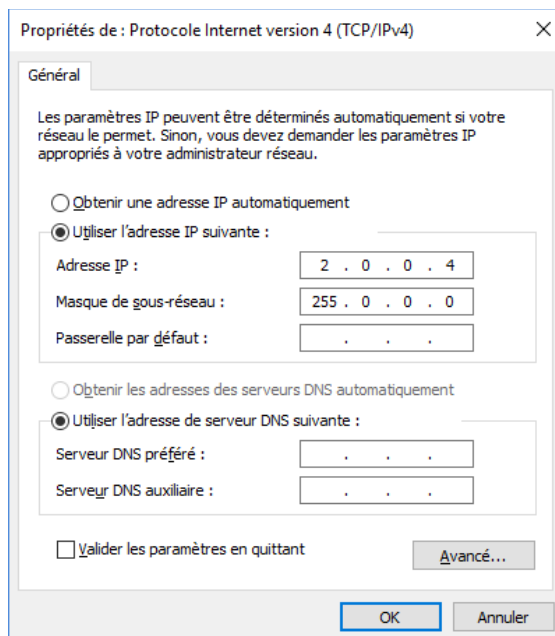 Propriétés de : Protocole Internet version 4 (TCP/IPv4)
Général
Les paramètres IP peuvent être déterminés automatiquement si votre
réseau le permet. Sinon, vous devez demander les paramètres IP
appropriés à votre administrateur réseau.
Obtenir une adresse IP automatiquement
Utiliser l'adresse IP suivante :
Adresse IP : 2 . 0 . 0 . 4
Masque de sous-réseau : 255 . 0 . 0 . 0
Passerelle par défaut : . . .
Obtenir les adresses des serveurs DNS automatiquement
Utiliser l'adresse de serveur DNS suivante :
Serveur DNS préféré : . . .
Serveur DNS auxiliaire : . . .
Valider les paramètres en quittant
Avancé...
OK Annuler